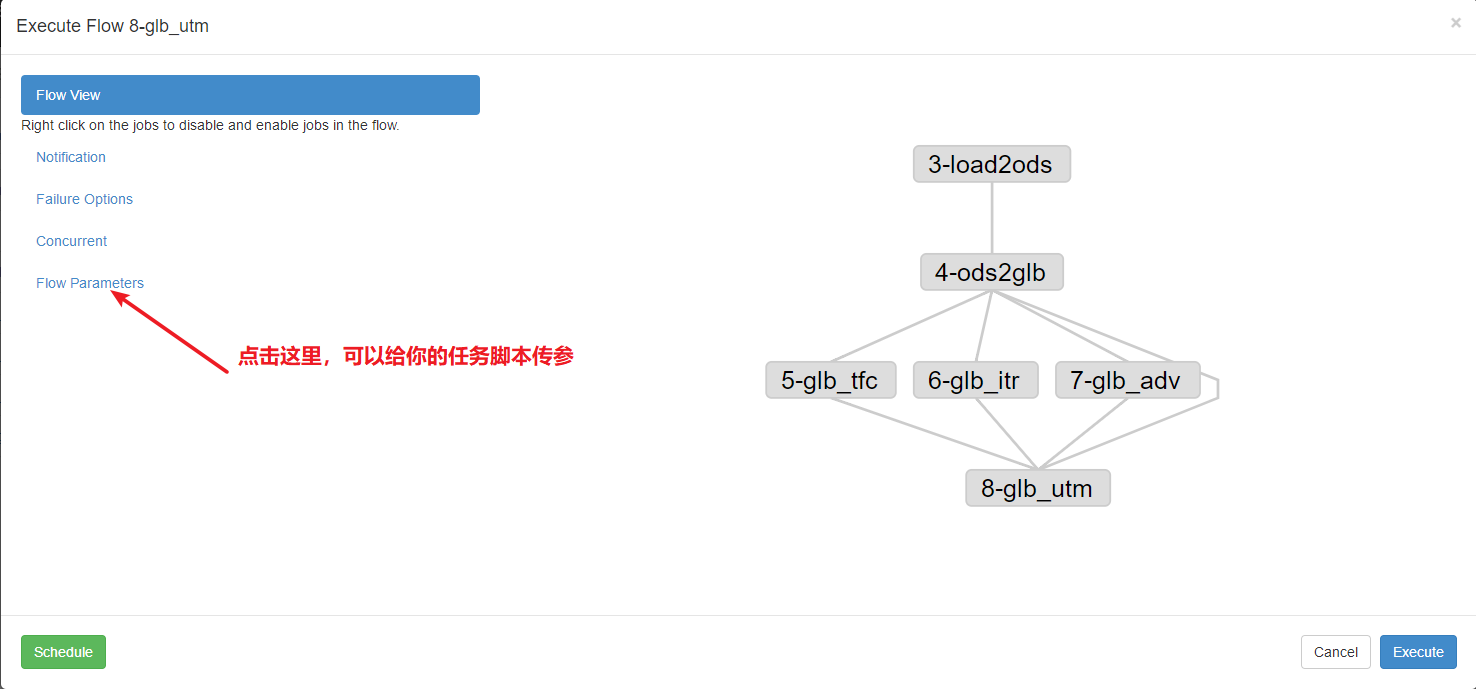 Execute Flow 8-glb_utm
×
Flow View
Right click on the jobs to disable and enable jobs in the flow.
Notification
Failure Options
Concurrent
Flow Parameters
点击这里，可以给你的任务脚本传参
3-load2ods
4-ods2glb
5-glb_tfc
6-glb_itr
7-glb_adv
8-glb_utm
Schedule
Cancel
Execute